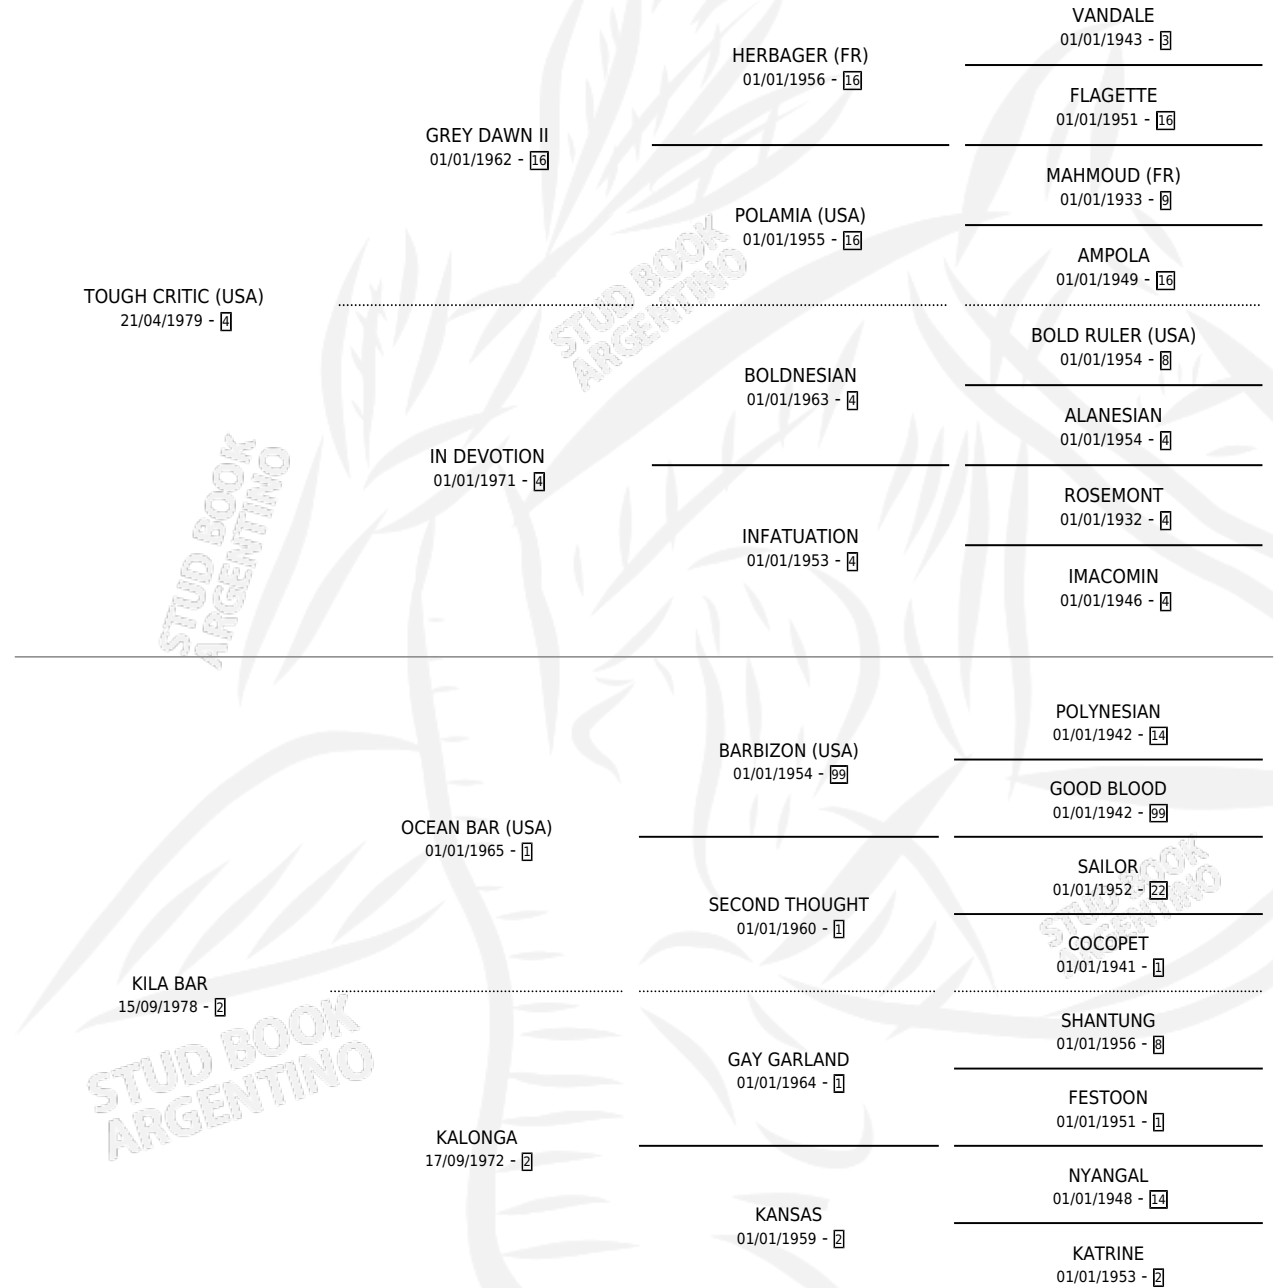 VANDALE
01/01/1943 - 3
HERBAGER (FR)
01/01/1956 - 16
FLAGETTE
01/01/1951 - 16
GREY DAWN II
01/01/1962 - 16
MAHMOUD (FR)
01/01/1933 - 9
POLAMIA (USA)
01/01/1955 - 16
AMPOLA
01/01/1949 - 16
TOUGH CRITIC (USA)
21/04/1979 - 4
BOLD RULER (USA)
01/01/1954 - 8
BOLDNESIAN
01/01/1963 - 4
ALANESIAN
01/01/1954 - 4
IN DEVOTION
01/01/1971 - 4
ROSEMONT
01/01/1932 - 4
INFATUATION
01/01/1953 - 4
IMACOMIN
01/01/1946 - 4
POLYNESIAN
01/01/1942 - 14
BARBIZON (USA)
01/01/1954 - 99
GOOD BLOOD
01/01/1942 - 99
OCEAN BAR (USA)
01/01/1965 - 1
SAILOR
01/01/1952 - 22
SECOND THOUGHT
01/01/1960 - 1
COCOPET
01/01/1941 - 1
KILA BAR
15/09/1978 - 2
SHANTUNG
01/01/1956 - 8
GAY GARLAND
01/01/1964 - 1
FESTOON
01/01/1951 - 1
KALONGA
17/09/1972 - 2
NYANGAL
01/01/1948 - 14
KANSAS
01/01/1959 - 2
KATRINE
01/01/1953 - 2
STUD BOOK
ARGENTINO
STUD BOOK
ARGENTINO
STUD BOOK
ARGENTINO
STUD BOOK
ARGENTINO